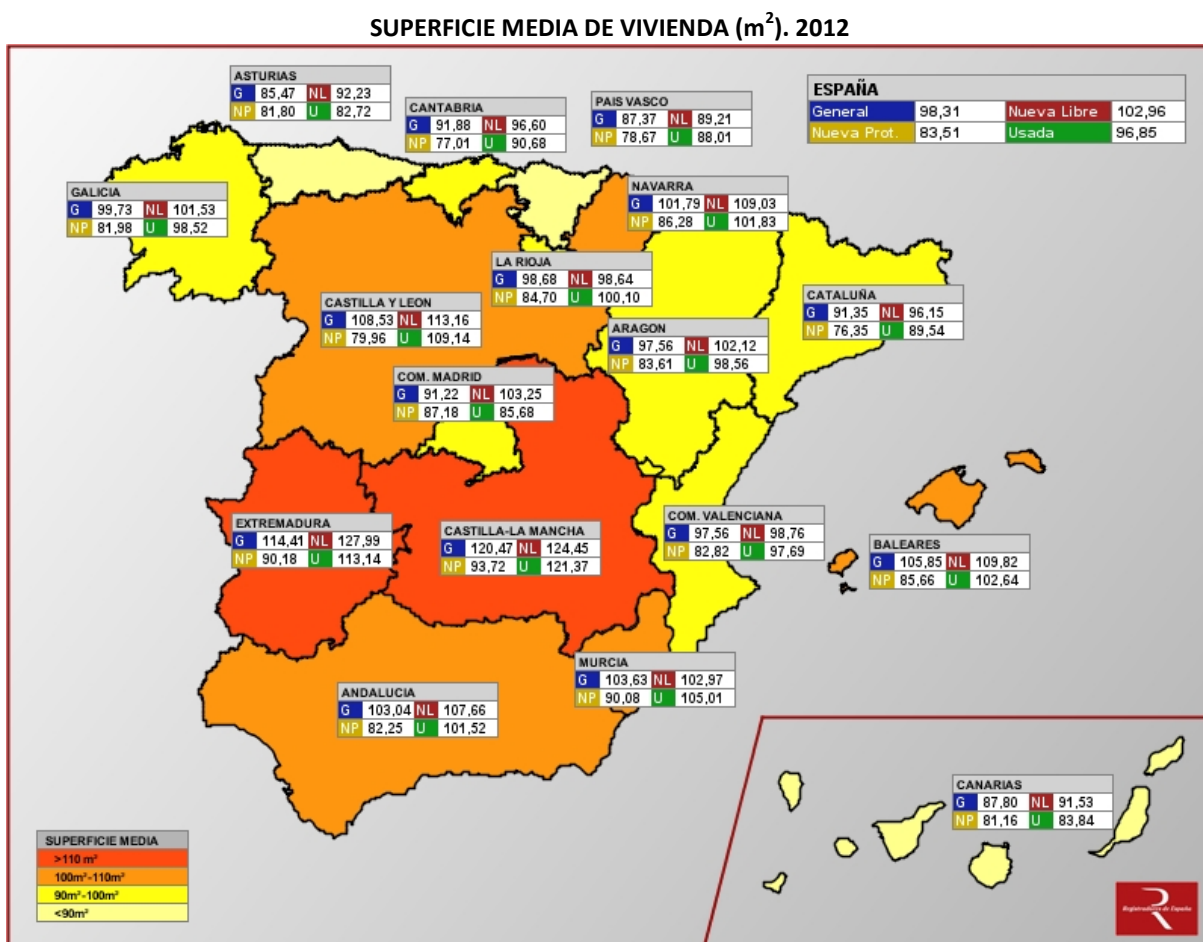 SUPERFICIE MEDIA DE VIVIENDA (m²). 2012
ASTURIAS
G 85,47 NL 92,23
NP 81,80 U 82,72
CANTABRIA
G 91,88 NL 96,60
NP 77,01 U 90,68
PAIS VASCO
G 87,37 NL 89,21
NP 78,67 U 88,01
ESPAÑA
General 98,31 Nueva Libre 102,96
Nueva Prot. 83,51 Usada 96,85
GALICIA
G 99,73 NL 101,53
NP 81,98 U 98,52
NAVARRA
G 101,79 NL 109,03
NP 86,28 U 101,83
LA RIOJA
G 98,68 NL 98,64
NP 84,70 U 100,10
CASTILLA Y LEON
G 108,53 NL 113,16
NP 79,96 U 109,14
CATALUÑA
G 91,35 NL 96,15
NP 76,35 U 89,54
ARAGON
G 97,56 NL 102,12
NP 83,61 U 98,56
COM. MADRID
G 91,22 NL 103,25
NP 87,18 U 85,68
EXTREMADURA
G 114,41 NL 127,99
NP 90,18 U 113,14
CASTILLA-LA MANCHA
G 120,47 NL 124,45
NP 93,72 U 121,37
COM. VALENCIANA
G 97,56 NL 98,76
NP 82,82 U 97,69
BALEARES
G 105,85 NL 109,82
NP 85,66 U 102,64
MURCIA
G 103,63 NL 102,97
NP 90,08 U 105,01
ANDALUCIA
G 103,04 NL 107,66
NP 82,25 U 101,52
CANARIAS
G 87,80 NL 91,53
NP 81,16 U 83,84
SUPERFICIE MEDIA
>110 m²
100m²-110m²
90m²-100m²
<90m²
Registradores de España